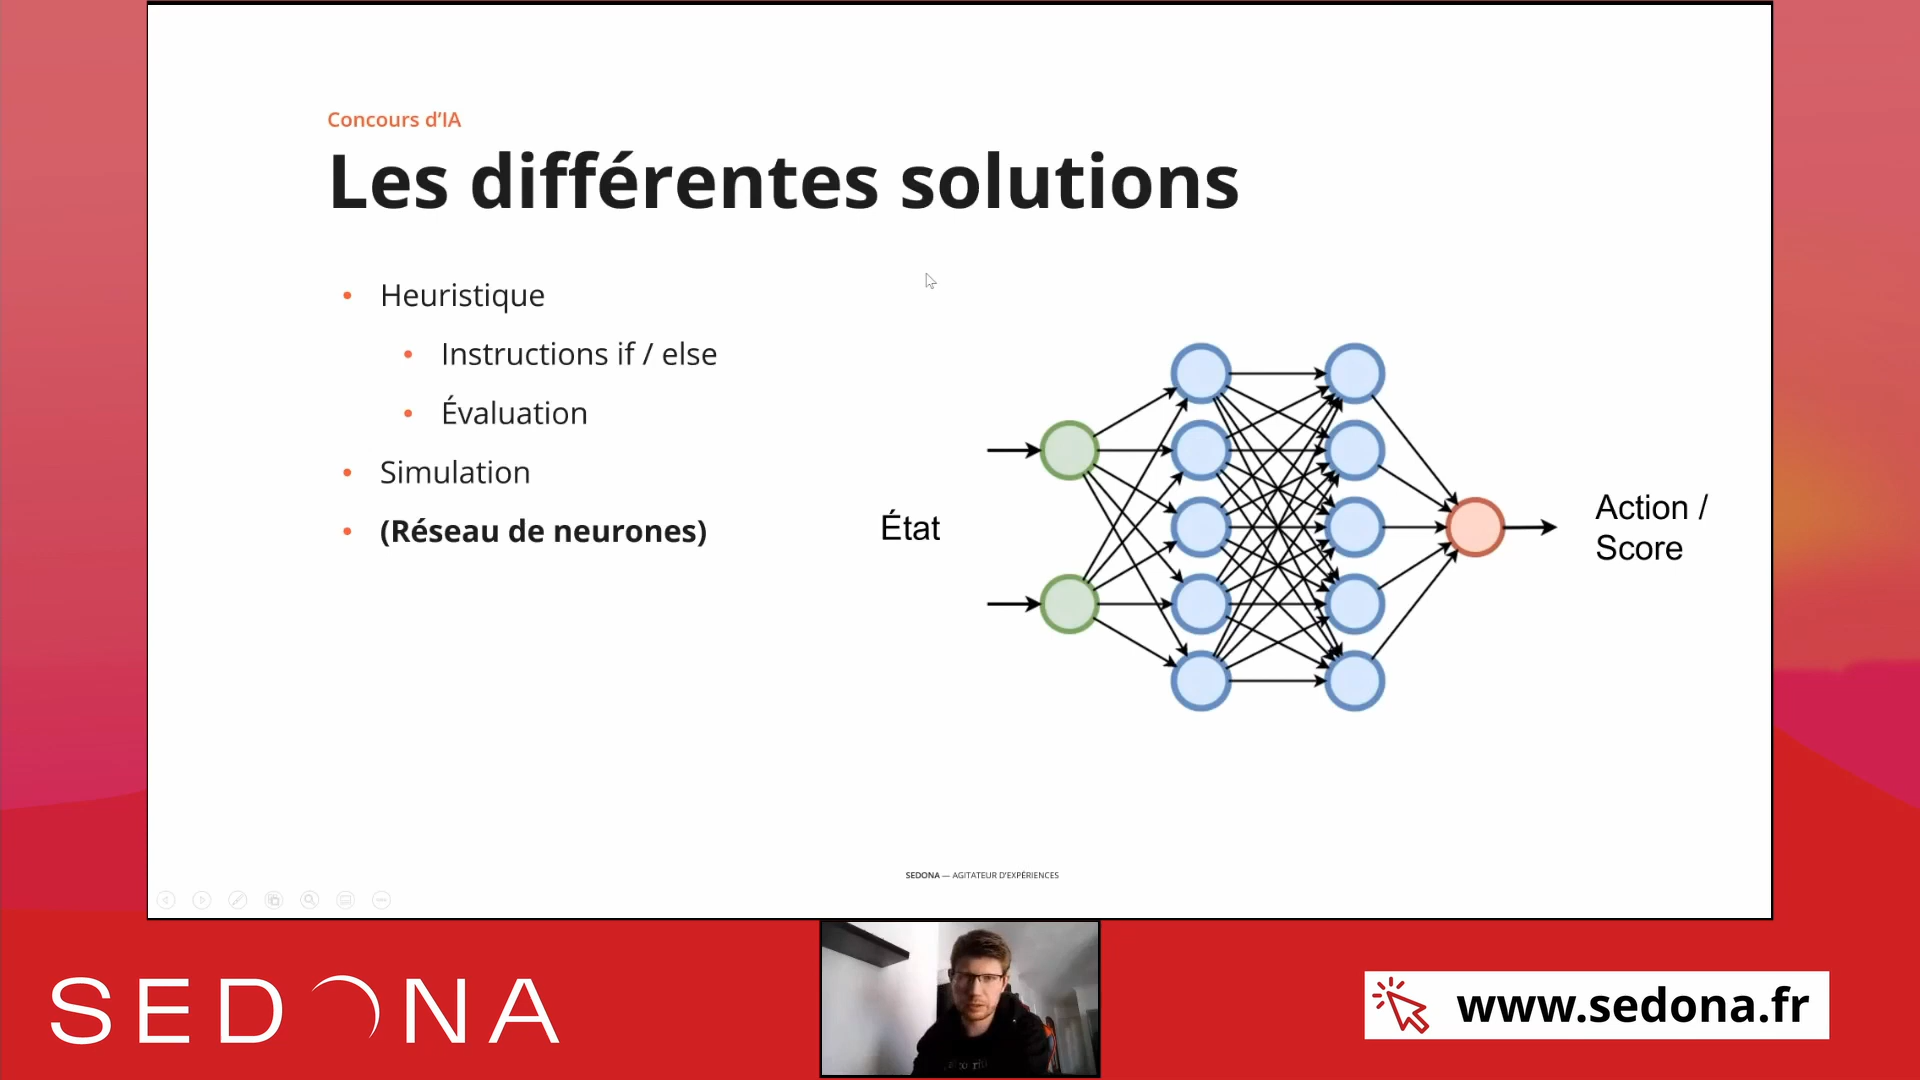 Concours d'IA
Les différentes solutions
• Heuristique
• Instructions if / else
• Évaluation
• Simulation
• (Réseau de neurones)
État
Action /
Score
SEDONA — AGITATEUR D'EXPÉRIENCES
SEDONA
www.sedona.fr